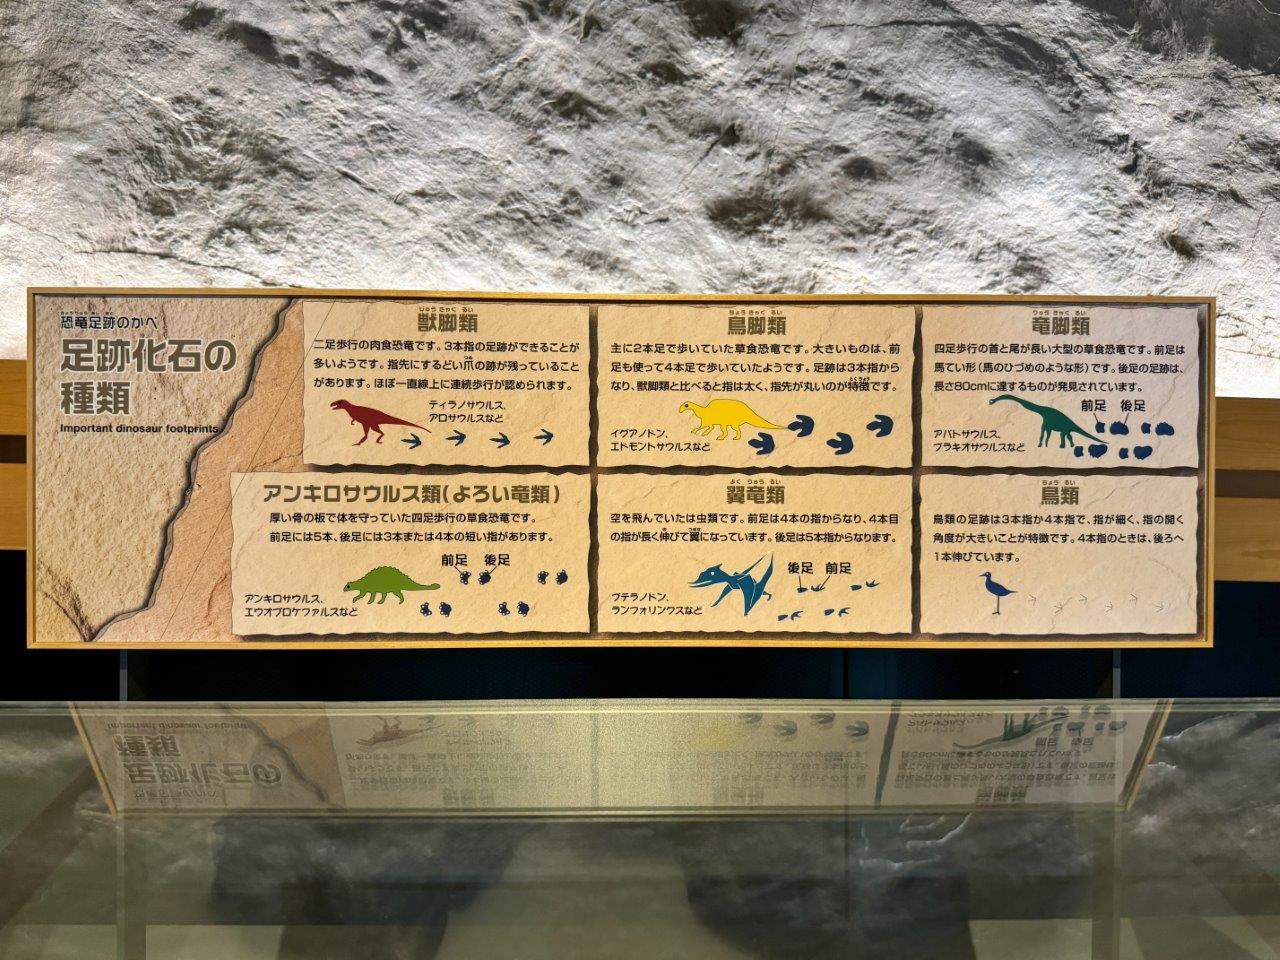 恐竜足跡のかべ
足跡化石の
種類
Important dinosaur footprints
獣脚類
二足歩行の肉食恐竜です。3本指の足跡ができることが
多いようです。指先にするどい爪の跡が残っていること
があります。ほぼ一直線上に連続歩行が認められます。
ティラノサウルス、
アロサウルスなど
鳥脚類
主に2本足で歩いていた草食恐竜です。大きいものは、前
足も使って4本足で歩いていたようです。足跡は3本指から
なり、獣脚類と比べると指は太く、指先が丸いのが特徴です。
イグアノドン、
エドモントサウルスなど
竜脚類
四足歩行の首と尾が長い大型の草食恐竜です。前足は
馬てい形(馬のひづめのような形)です。後足の足跡は、
長さ80cmに達するものが発見されています。
前足 後足
アパトサウルス、
ブラキオサウルスなど
アンキロサウルス類(よろい竜類)
厚い骨の板で体を守っていた四足歩行の草食恐竜です。
前足には5本、後足には3本または4本の短い指があります。
前足 後足
アンキロサウルス、
エウオプロケファルスなど
翼竜類
空を飛んでいたは虫類です。前足は4本の指からなり、4本目
の指が長く伸びて翼になっています。後足は5本指からなります。
後足 前足
プテラノドン、
ランフォリンクスなど
鳥類
鳥類の足跡は3本指か4本指で、指が細く、指の開く
角度が大きいことが特徴です。4本指のときは、後ろへ
1本伸びています。